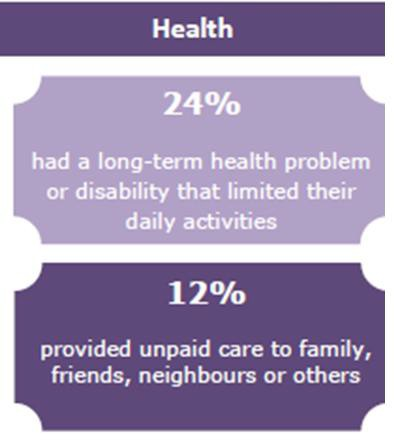 Health
24%
had a long-term health problem
or disability that limited their
daily activities
12%
provided unpaid care to family,
friends, neighbours or others